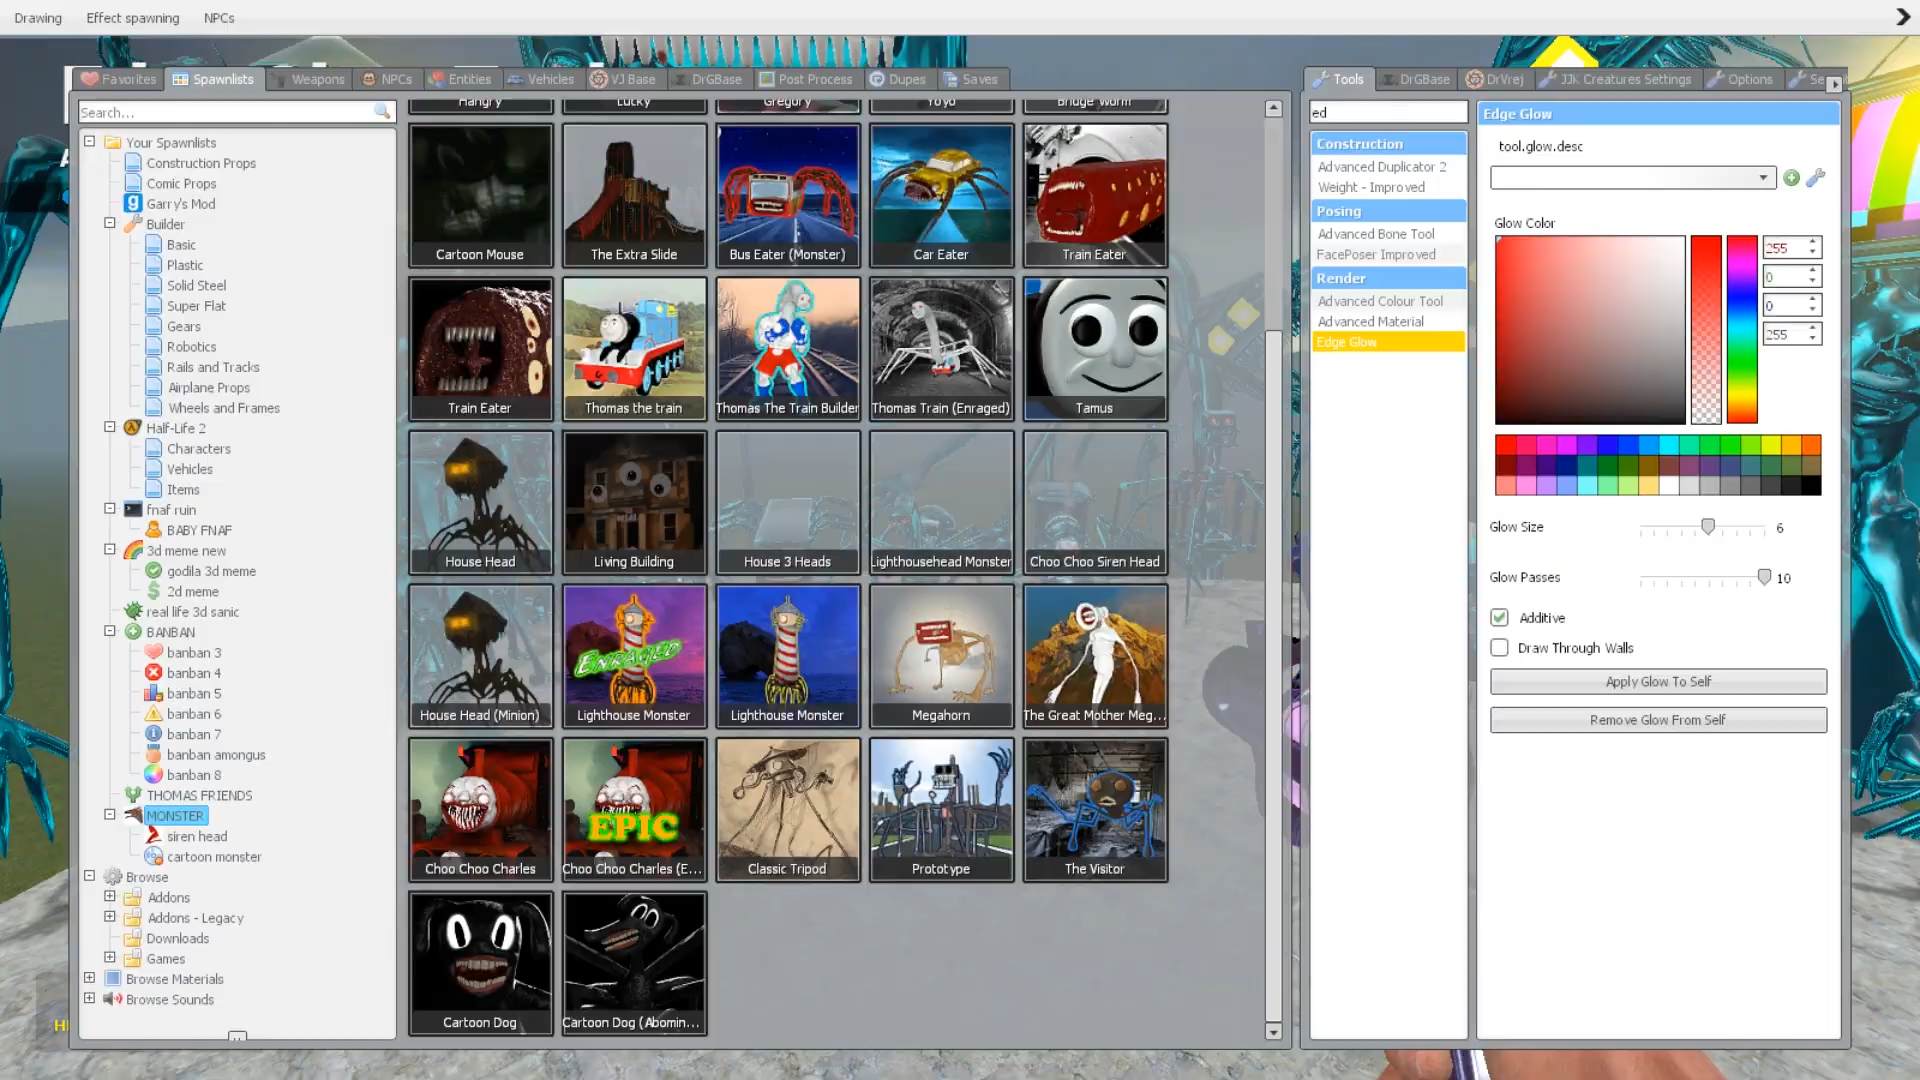 Drawing Effect spawning NPCs
Favorites Spawnlists Weapons NPCs Entities Vehicles VJ Base DrGBase Post Process Dupes Saves
Search...
Your Spawnlists
Construction Props
Comic Props
Garry's Mod
Builder
Basic
Plastic
Solid Steel
Super Flat
Gears
Robotics
Rails and Tracks
Airplane Props
Wheels and Frames
Half-Life 2
Characters
Vehicles
Items
fnaf ruin
BABY FNAF
3d meme new
godila 3d meme
2d meme
real life 3d sanic
BANBAN
banban 3
banban 4
banban 5
banban 6
banban 7
banban amongus
banban 8
THOMAS FRIENDS
MONSTER
siren head
cartoon monster
Browse
Addons
Addons - Legacy
Downloads
Games
Browse Materials
Browse Sounds
Hangry Lucky Gregory Yoyo Bridge Worm
Cartoon Mouse The Extra Slide Bus Eater (Monster) Car Eater Train Eater
Train Eater Thomas the train Thomas The Train Builder Thomas Train (Enraged) Tamus
House Head Living Building House 3 Heads Lighthousehead Monster Choo Choo Siren Head
ENRAGED
House Head (Minion) Lighthouse Monster Lighthouse Monster Megahorn The Great Mother Meg...
EPIC
Choo Choo Charles Choo Choo Charles (E... Classic Tripod Prototype The Visitor
Cartoon Dog Cartoon Dog (Abomin...
Tools DrGBase DrVrej JJK Creatures Settings Options
ed
Construction
Advanced Duplicator 2
Weight - Improved
Posing
Advanced Bone Tool
FacePoser Improved
Render
Advanced Colour Tool
Advanced Material
Edge Glow
Edge Glow
tool.glow.desc
Glow Color
255
0
0
255
Glow Size 6
Glow Passes 10
Additive
Draw Through Walls
Apply Glow To Self
Remove Glow From Self